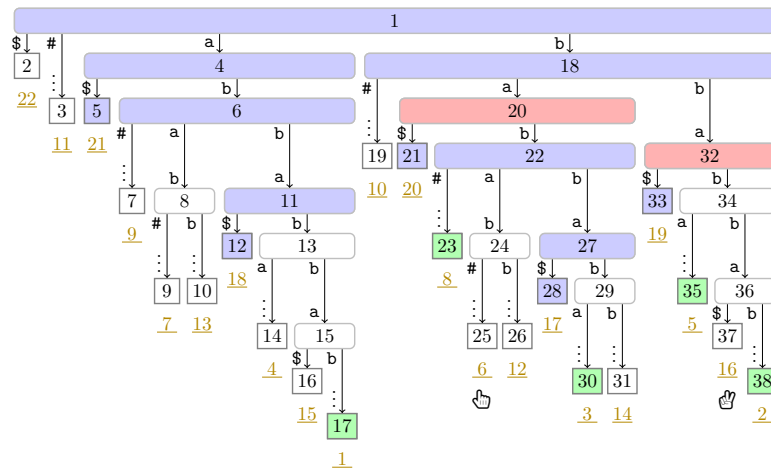 1
$ # a b
2 4 18
⋮ $ b # a b
22
3 5 6 20
11 21
# a b $ b a
⋮ 19 21 22 32
⋮ b a # a b $ b
10 20
7 8 11 33 34
9 19
# b $ b ⋮ b a a b
12 13 23 24 27
⋮ ⋮ a b # b $ b ⋮
18 8
9 10 28 29 35 36
⋮ a ⋮ ⋮ a b $ a
7 13 17 5
14 15 25 26 37
$ b ⋮ ⋮ b
4 6 12 16
16 30 31 ⋮ 38
⋮
15 3 14 2
17
1